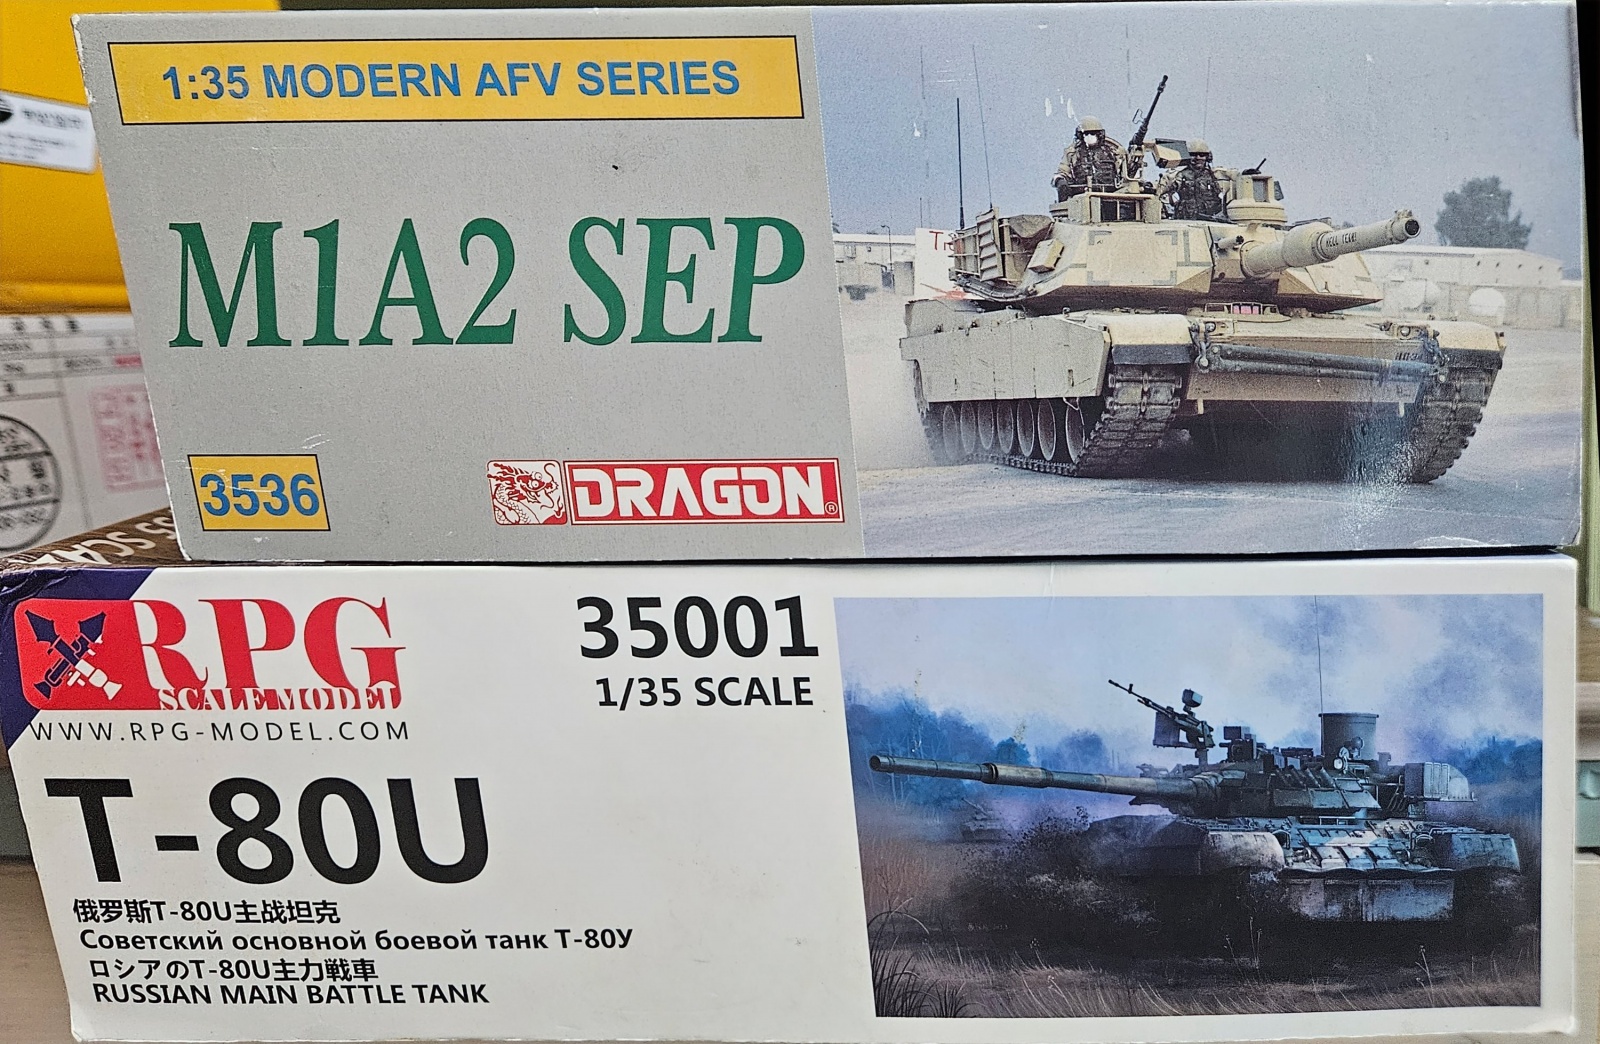 1:35 MODERN AFV SERIES
M1A2 SEP
3536
DRAGON®
HELL TEXAS
RPG
SCALE MODEL
WWW.RPG-MODEL.COM
35001
1/35 SCALE
T-80U
俄罗斯T-80U主战坦克
Советский основной боевой танк Т-80У
ロシアのT-80U主力戦車
RUSSIAN MAIN BATTLE TANK